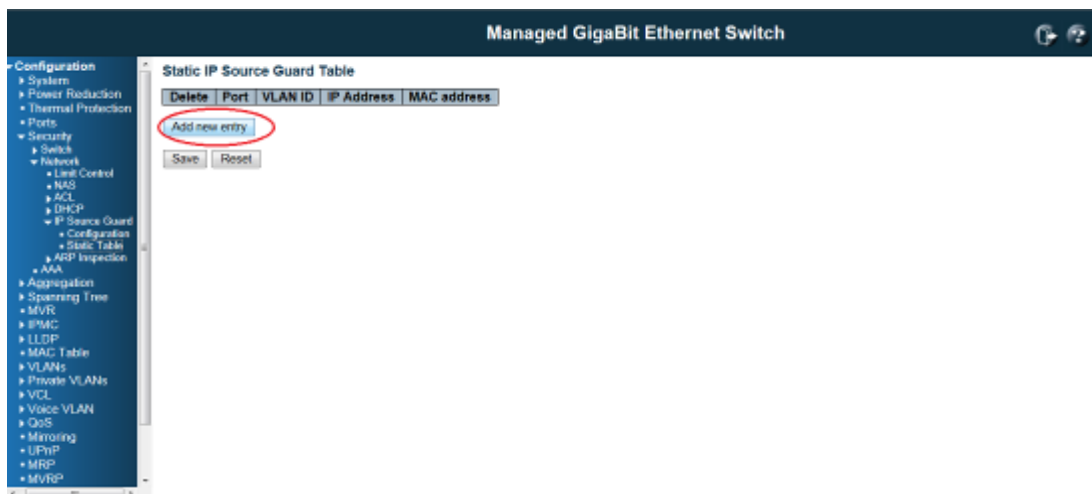 Managed GigaBit Ethernet Switch
Configuration
System
Power Reduction
Thermal Protection
Ports
Security
Switch
Network
Limit Control
NAS
ACL
DHCP
IP Source Guard
Configuration
Static Table
ARP Inspection
AAA
Aggregation
Spanning Tree
MVR
IPMC
LLDP
MAC Table
VLANs
Private VLANs
VCL
Voice VLAN
QoS
Mirroring
UPnP
MRP
MVRP
Static IP Source Guard Table
Delete Port VLAN ID IP Address MAC address
Add new entry
Save Reset